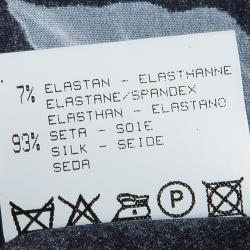 7% ELASTAN - ELASTHANNE
ELASTANE/SPANDEX
ELASTHAN - ELASTANO
93% SETA - SOIE
SILK - SEIDE
SEDA
P